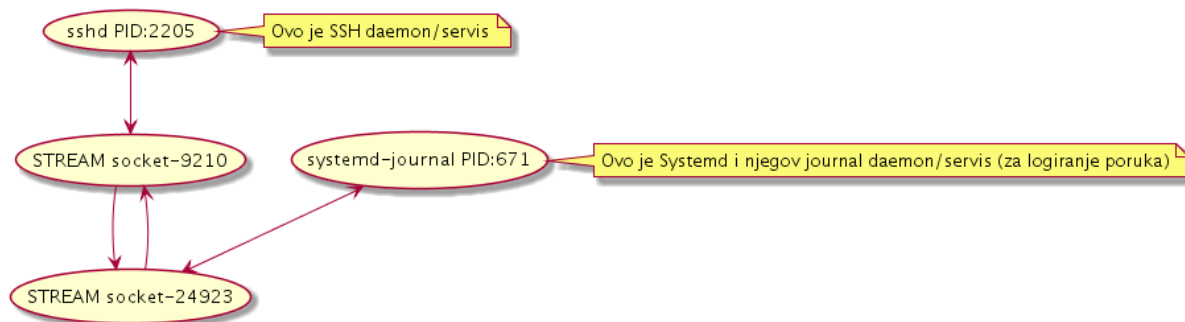 sshd PID:2205
Ovo je SSH daemon/servis
STREAM socket-9210
systemd-journal PID:671
Ovo je Systemd i njegov journal daemon/servis (za logiranje poruka)
STREAM socket-24923